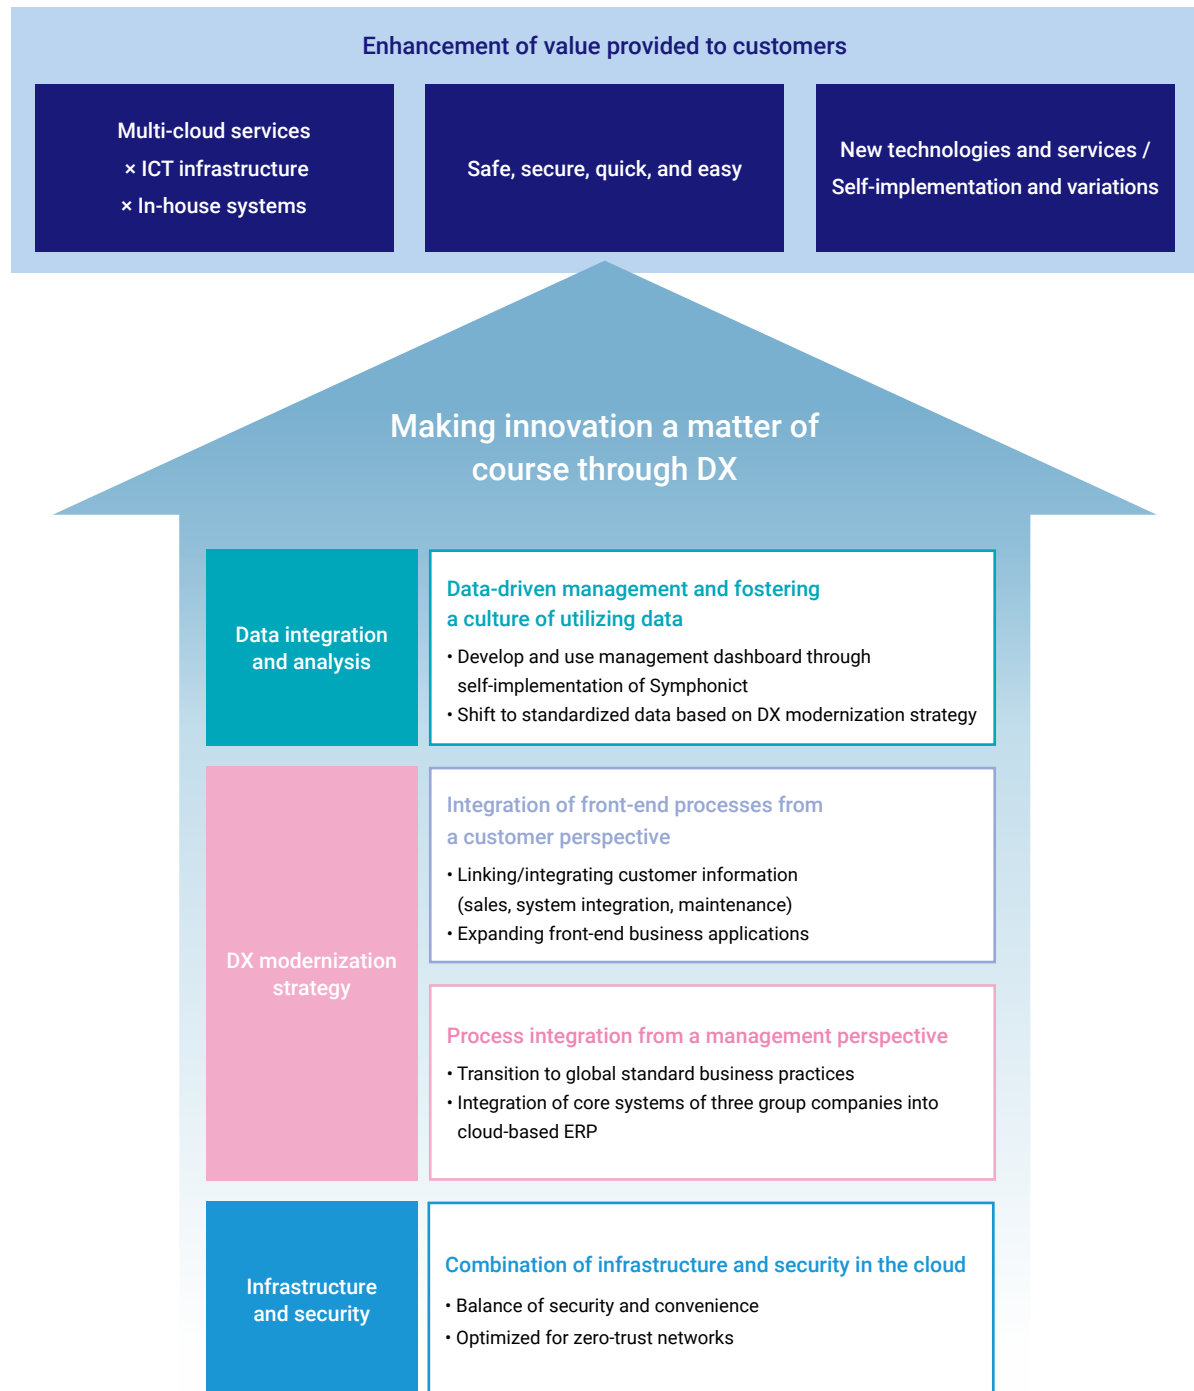 Enhancement of value provided to customers
Multi-cloud services
× ICT infrastructure
× In-house systems
Safe, secure, quick, and easy
New technologies and services /
Self-implementation and variations
Making innovation a matter of
course through DX
Data integration
and analysis
Data-driven management and fostering
a culture of utilizing data
• Develop and use management dashboard through
self-implementation of Symphonict
• Shift to standardized data based on DX modernization strategy
DX modernization
strategy
Integration of front-end processes from
a customer perspective
• Linking/integrating customer information
(sales, system integration, maintenance)
• Expanding front-end business applications
Process integration from a management perspective
• Transition to global standard business practices
• Integration of core systems of three group companies into
cloud-based ERP
Infrastructure
and security
Combination of infrastructure and security in the cloud
• Balance of security and convenience
• Optimized for zero-trust networks